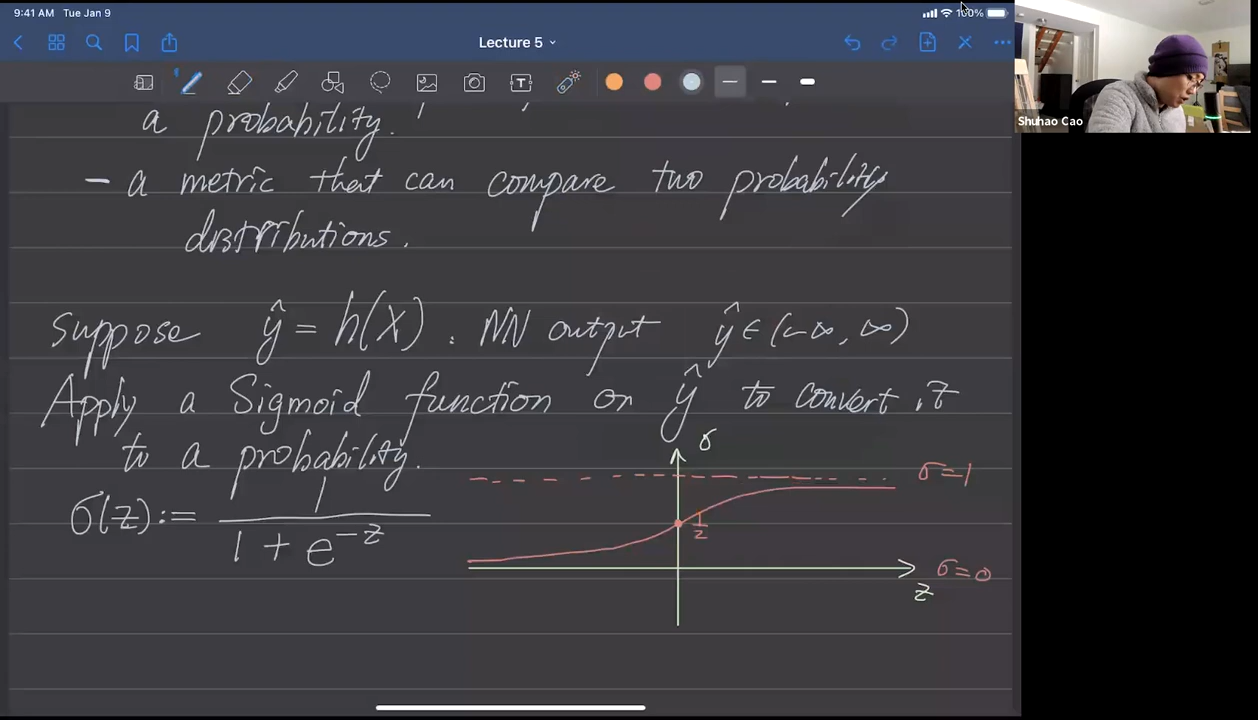 9:41 AM Tue Jan 9
100%
Lecture 5
Shuhao Cao
a probability.
- a metric that can compare two probability
distributions.
Suppose ŷ = h(X). NN output ŷ ∈ (-∞, ∞)
Apply a Sigmoid function on ŷ to convert it
to a probability.
σ(z) := 1 / (1 + e^{-z})
σ
σ=1
1/2
σ=0
z